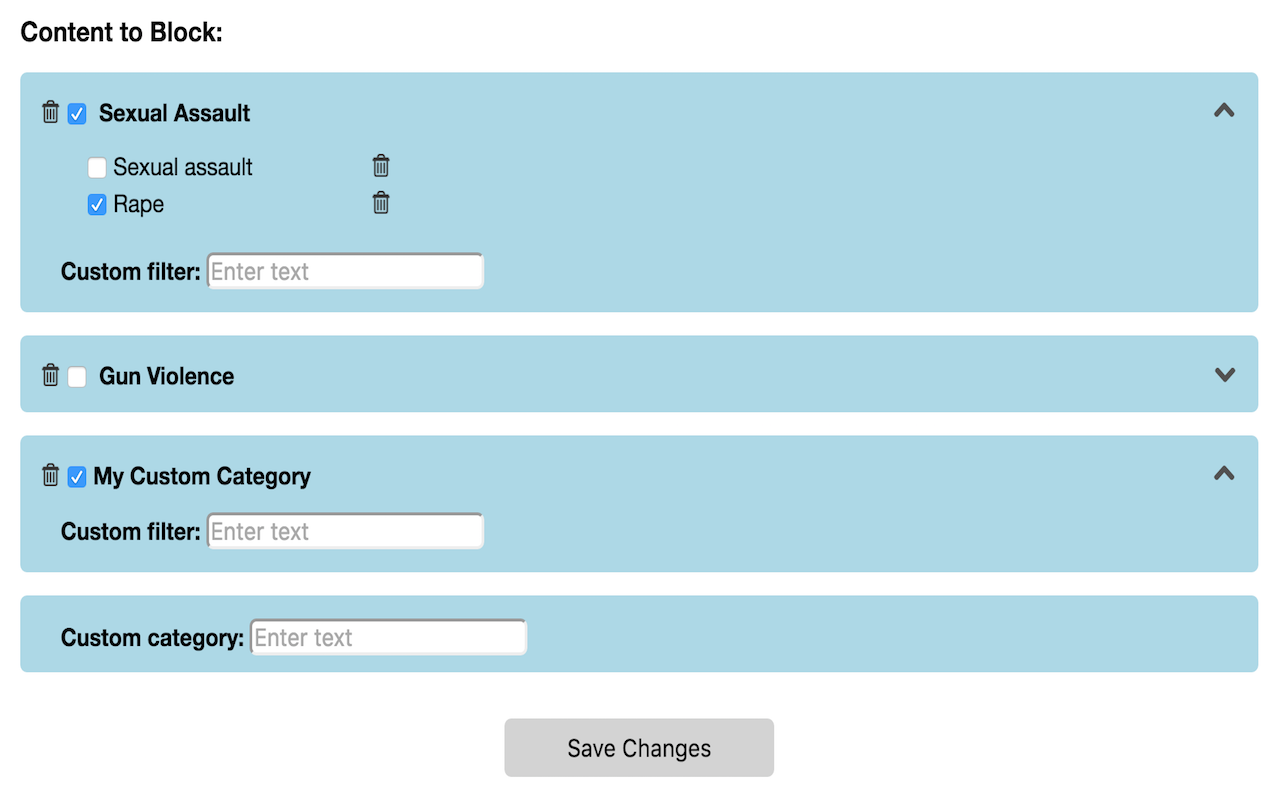 Content to Block:
Sexual Assault
Sexual assault
Rape
Custom filter: Enter text
Gun Violence
My Custom Category
Custom filter: Enter text
Custom category: Enter text
Save Changes